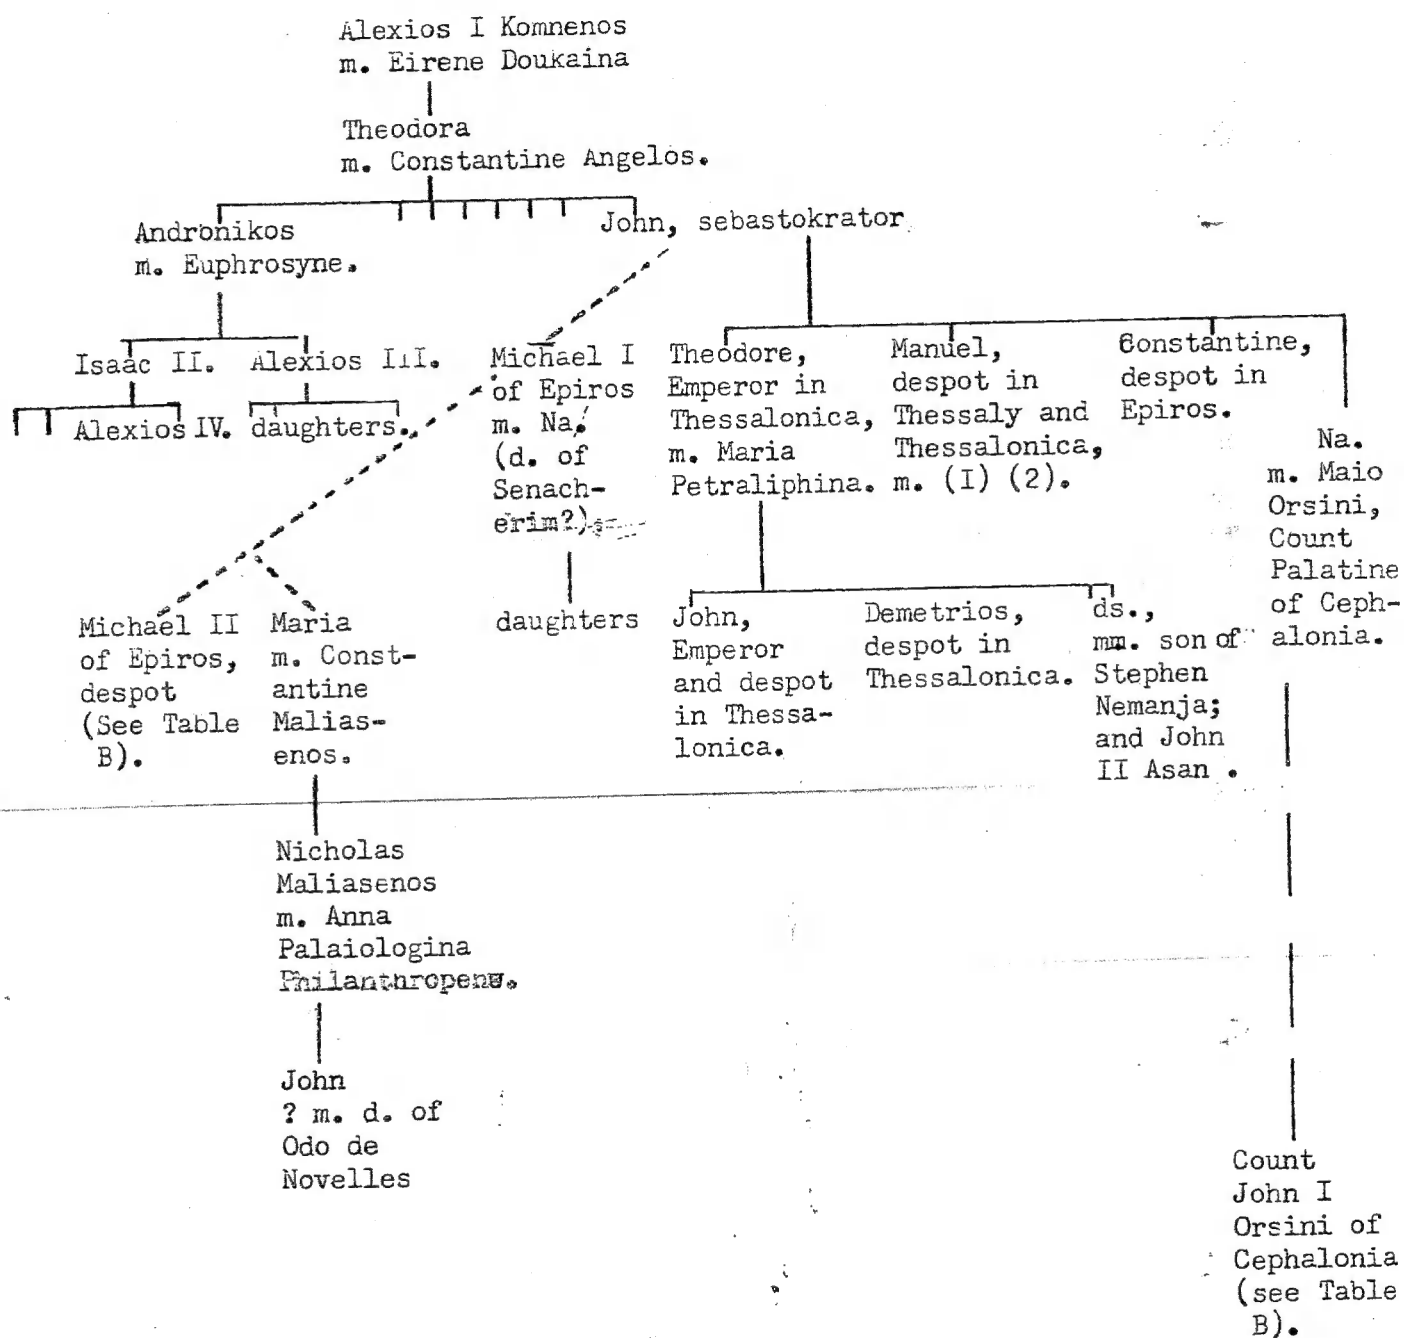 Alexios I Komnenos
m. Eirene Doukaina
Theodora
m. Constantine Angelos.
Andronikos
m. Euphrosyne.
John, sebastokrator
Isaac II.
Alexios III.
Alexios IV.
daughters.
Michael I
of Epiros
m. Na.
(d. of
Senach-
erim?)
Theodore,
Emperor in
Thessalonica,
m. Maria
Petraliphina.
Manuel,
despot in
Thessaly and
Thessalonica,
m. (I) (2).
Constantine,
despot in
Epiros.
Na.
m. Maio
Orsini,
Count
Palatine
of Ceph-
alonia.
Michael II
of Epiros,
despot
(See Table
B).
Maria
m. Const-
antine
Malias-
enos.
daughters
John,
Emperor
and despot
in Thessa-
lonica.
Demetrios,
despot in
Thessalonica.
ds.,
mm. son of
Stephen
Nemanja;
and John
II Asan .
Nicholas
Maliasenos
m. Anna
Palaiologina
John
? m. d. of
Odo de
Novelles
Count
John I
Orsini of
Cephalonia
(see Table
B).